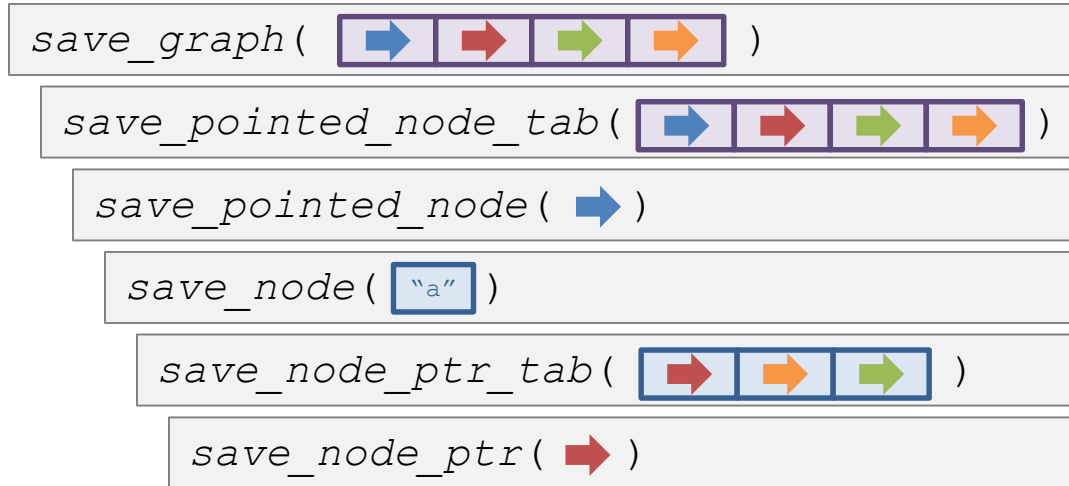 save_graph( )
save_pointed_node_tab( )
save_pointed_node( )
save_node( “a” )
save_node_ptr_tab( )
save_node_ptr( )